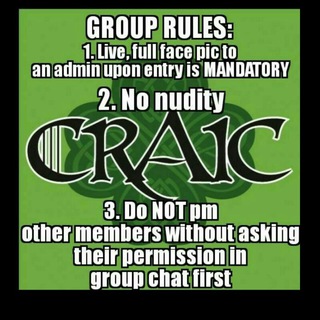 GROUP RULES:
1. Live, full face pic to
an admin upon entry is MANDATORY
2. No nudity
CRAIC
3. Do NOT pm
other members without asking
their permission in
group chat first